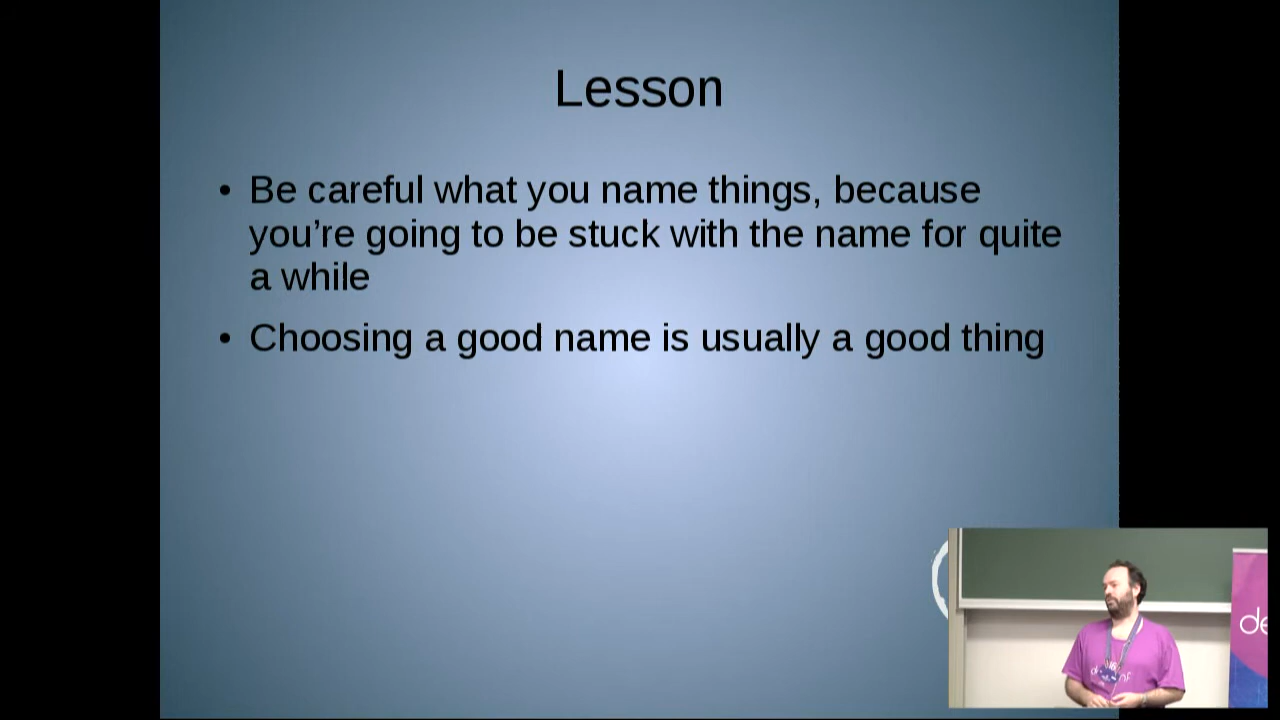 Lesson
• Be careful what you name things, because
you’re going to be stuck with the name for quite
a while
• Choosing a good name is usually a good thing
de